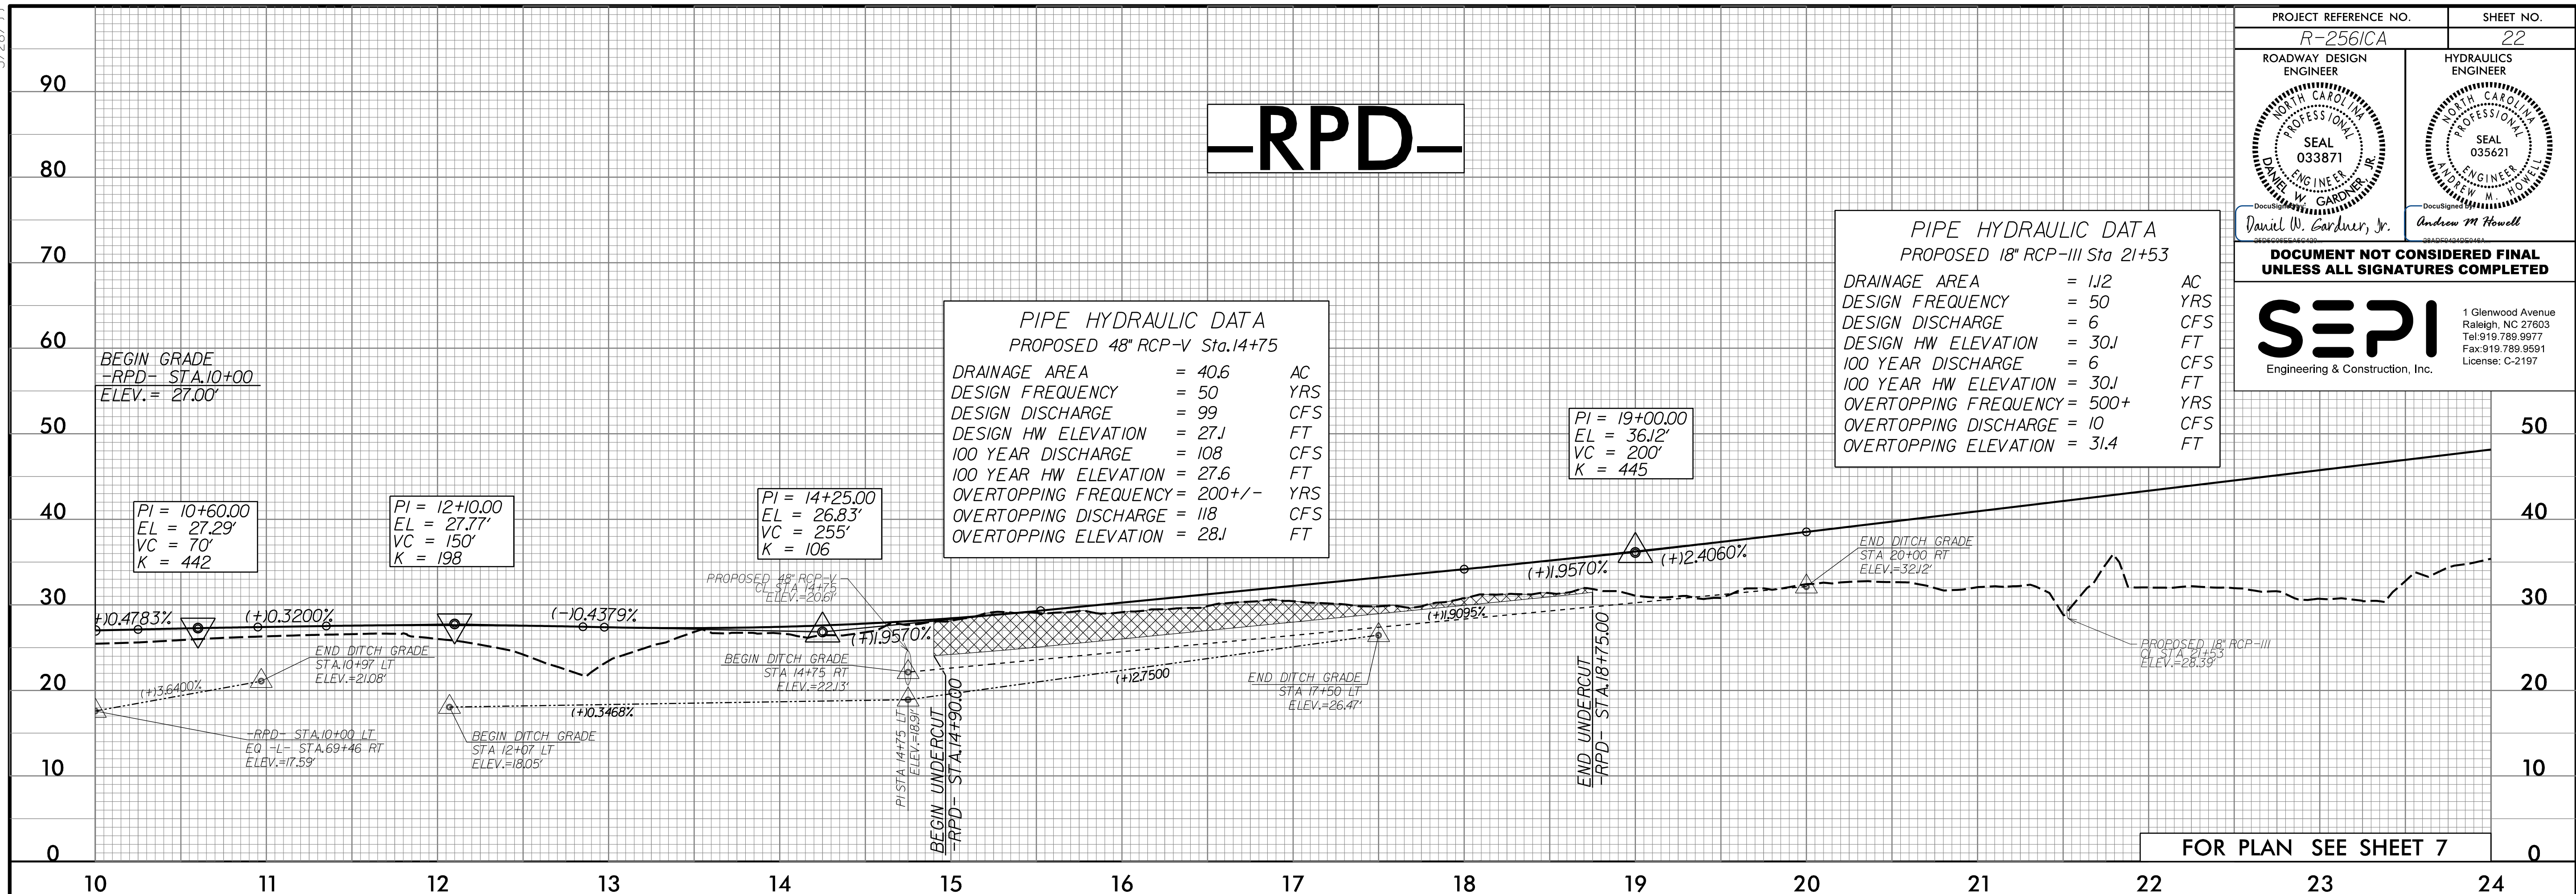 PROJECT REFERENCE NO.
SHEET NO.
R-2561CA
22
ROADWAY DESIGN
ENGINEER
HYDRAULICS
ENGINEER
NORTH CAROLINA
PROFESSIONAL
SEAL
033871
ENGINEER
DANIEL W. GARDNER, JR.
NORTH CAROLINA
PROFESSIONAL
SEAL
035621
ENGINEER
ANDREW M. HOWELL
DocuSigned by:
Daniel W. Gardner, Jr.
DocuSigned by:
Andrew M Howell
DOCUMENT NOT CONSIDERED FINAL
UNLESS ALL SIGNATURES COMPLETED
SEPI
Engineering & Construction, Inc.
1 Glenwood Avenue
Raleigh, NC 27603
Tel:919.789.9977
Fax:919.789.9591
License: C-2197
-RPD-
PIPE HYDRAULIC DATA
PROPOSED 48" RCP-V Sta.14+75
DRAINAGE AREA = 40.6 AC
DESIGN FREQUENCY = 50 YRS
DESIGN DISCHARGE = 99 CFS
DESIGN HW ELEVATION = 27.1 FT
100 YEAR DISCHARGE = 108 CFS
100 YEAR HW ELEVATION = 27.6 FT
OVERTOPPING FREQUENCY = 200+/- YRS
OVERTOPPING DISCHARGE = 118 CFS
OVERTOPPING ELEVATION = 28.1 FT
PIPE HYDRAULIC DATA
PROPOSED 18" RCP-III Sta 21+53
DRAINAGE AREA = 1.12 AC
DESIGN FREQUENCY = 50 YRS
DESIGN DISCHARGE = 6 CFS
DESIGN HW ELEVATION = 30.1 FT
100 YEAR DISCHARGE = 6 CFS
100 YEAR HW ELEVATION = 30.1 FT
OVERTOPPING FREQUENCY = 500+ YRS
OVERTOPPING DISCHARGE = 10 CFS
OVERTOPPING ELEVATION = 31.4 FT
BEGIN GRADE
-RPD- STA.10+00
ELEV.= 27.00'
PI = 10+60.00
EL = 27.29'
VC = 70'
K = 442
PI = 12+10.00
EL = 27.77'
VC = 150'
K = 198
PI = 14+25.00
EL = 26.83'
VC = 255'
K = 106
PI = 19+00.00
EL = 36.12'
VC = 200'
K = 445
(+)0.4783%
(+)0.3200%
(-)0.4379%
(+)1.9570%
(+)1.9570%
(+)2.4060%
PROPOSED 48" RCP-V
CL STA 14+75
ELEV.=20.61'
END DITCH GRADE
STA 20+00 RT
ELEV.=32.12'
(+)1.9095%
PROPOSED 18" RCP-III
CL STA 21+53
ELEV.=28.39'
END DITCH GRADE
STA.10+97 LT
ELEV.=21.08'
(+)3.6400%
-RPD- STA.10+00 LT
EQ -L- STA.69+46 RT
ELEV.=17.59'
BEGIN DITCH GRADE
STA 12+07 LT
ELEV.=18.05'
(+)0.3468%
BEGIN DITCH GRADE
STA 14+75 RT
ELEV.=22.13'
(+)2.7500
END DITCH GRADE
STA 17+50 LT
ELEV.=26.47'
PI STA 14+75 LT
ELEV.=18.91'
BEGIN UNDERCUT
-RPD- STA.14+90.00
END UNDERCUT
-RPD- STA.18+75.00
90
80
70
60
50
40
30
20
10
0
50
40
30
20
10
0
FOR PLAN SEE SHEET 7
10 11 12 13 14 15 16 17 18 19 20 21 22 23 24